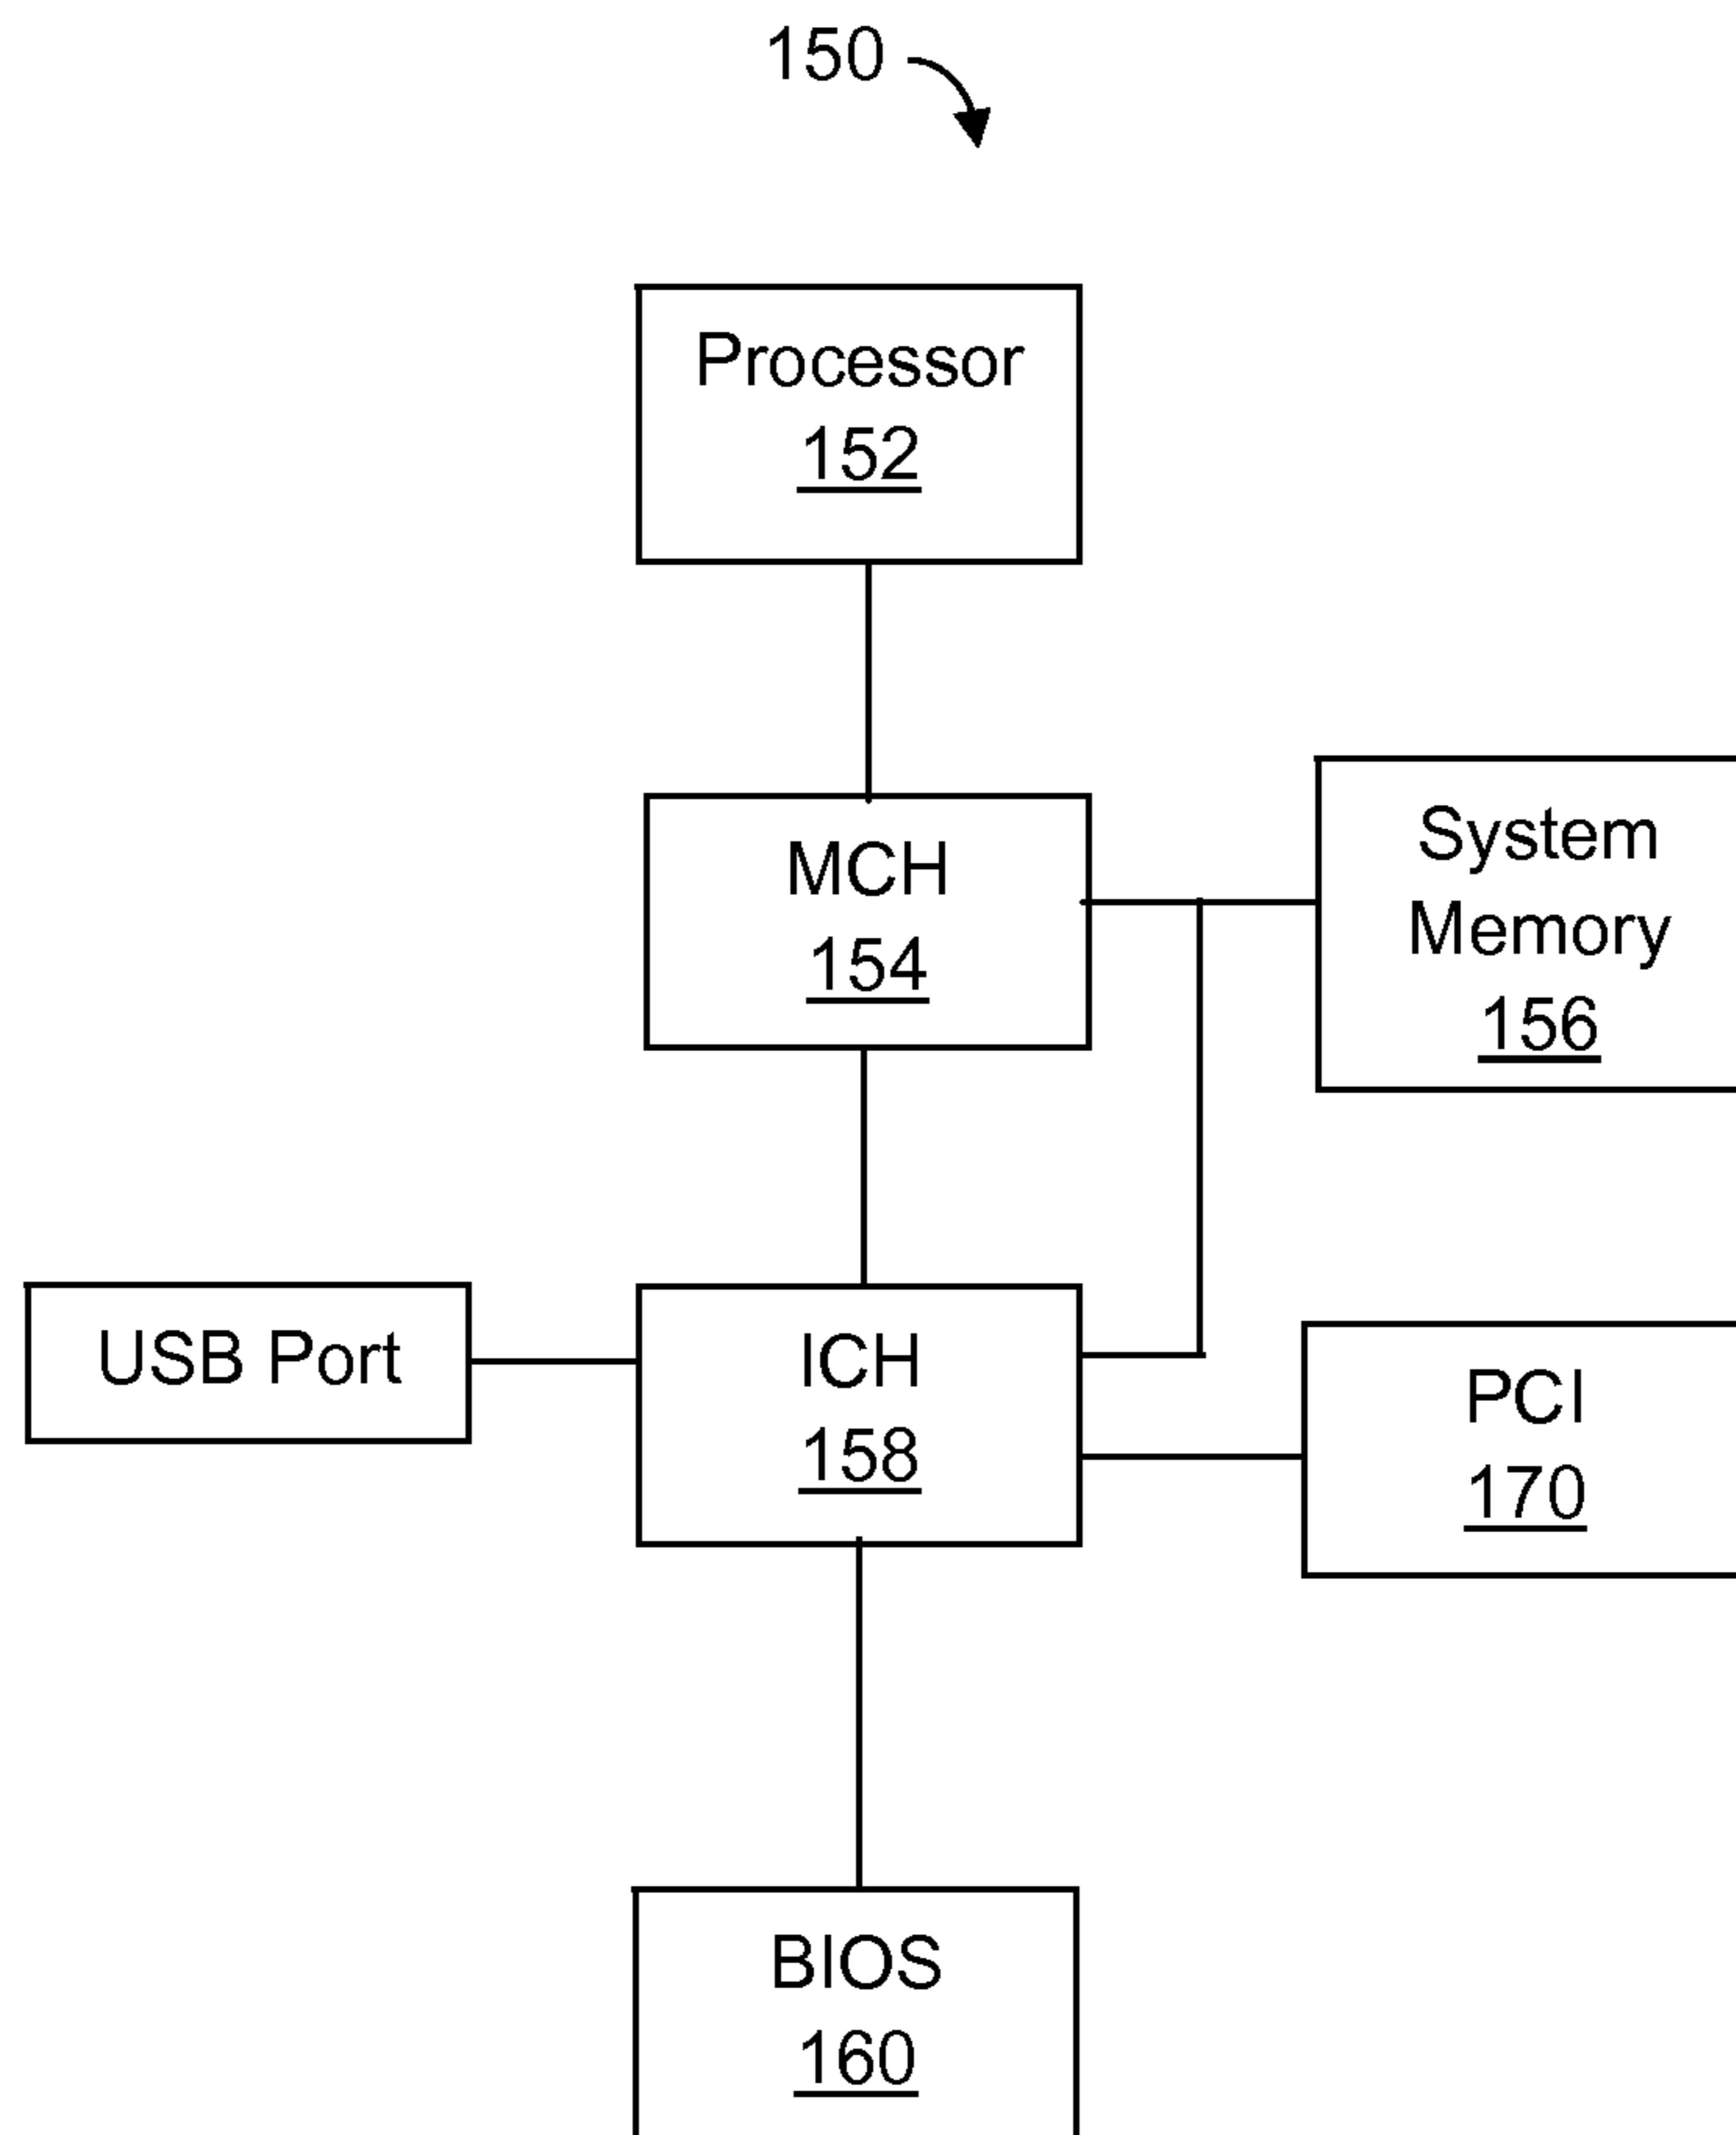 150
Processor
152
MCH
154
System
Memory
156
USB Port
ICH
158
PCI
170
BIOS
160